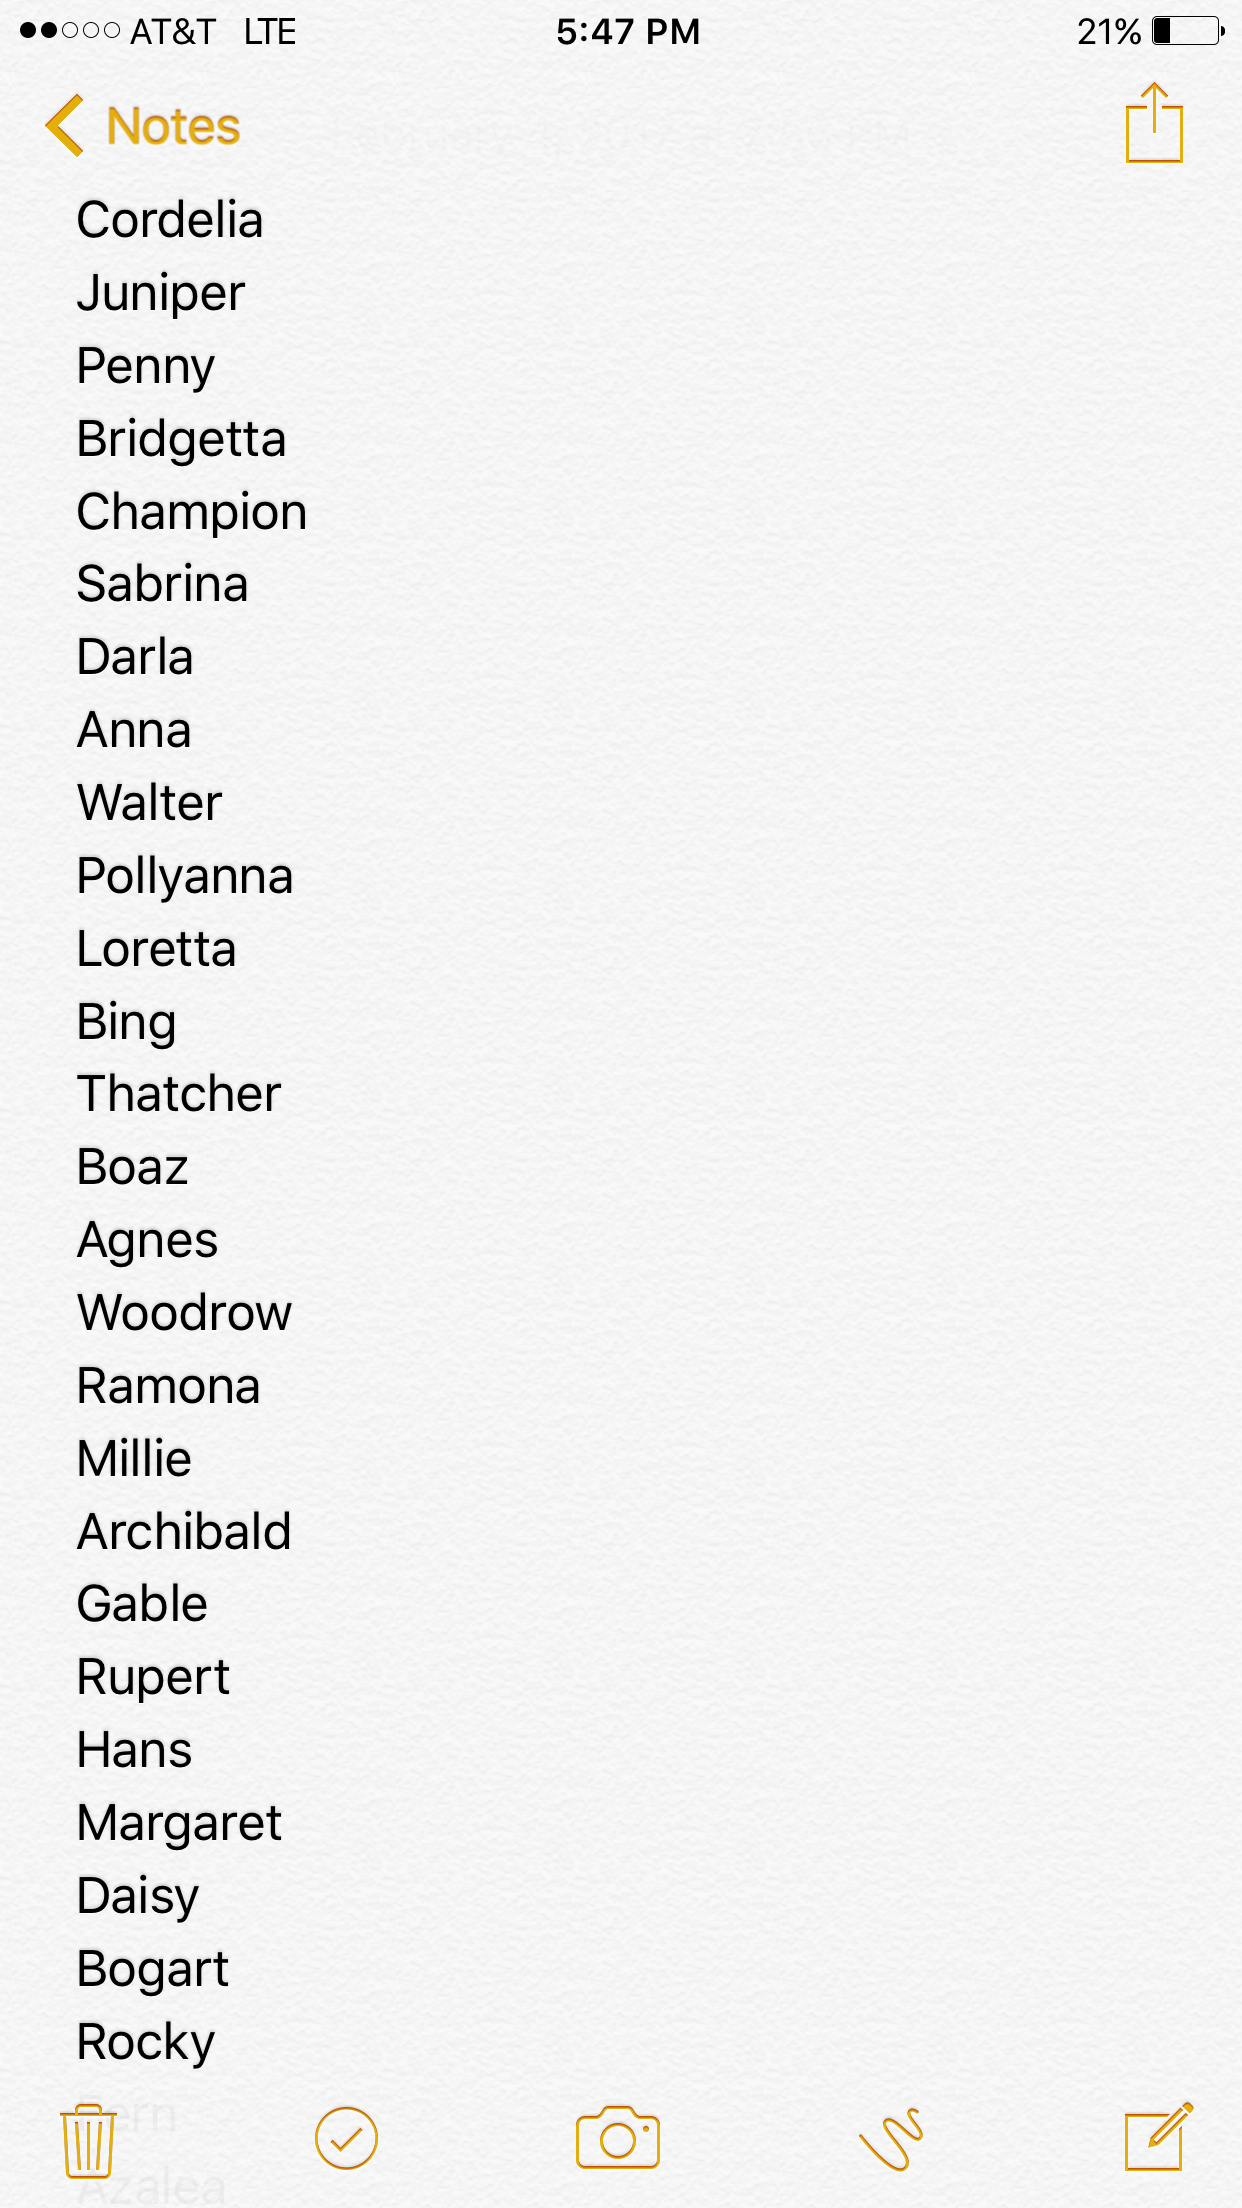 AT&T LTE 5:47 PM 21%
Notes
Cordelia
Juniper
Penny
Bridgetta
Champion
Sabrina
Darla
Anna
Walter
Pollyanna
Loretta
Bing
Thatcher
Boaz
Agnes
Woodrow
Ramona
Millie
Archibald
Gable
Rupert
Hans
Margaret
Daisy
Bogart
Rocky
Azalea